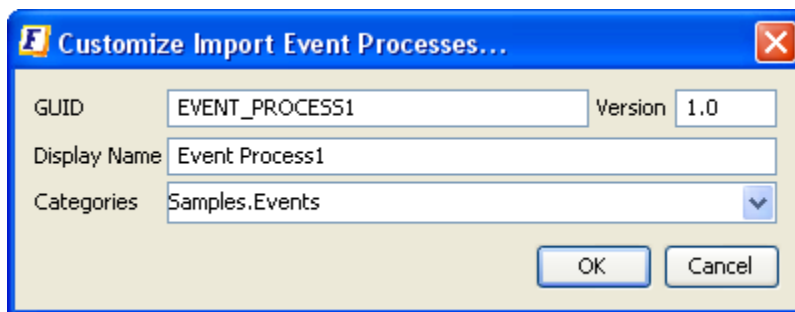 F Customize Import Event Processes...
GUID EVENT_PROCESS1 Version 1.0
Display Name Event Process1
Categories Samples.Events
OK Cancel